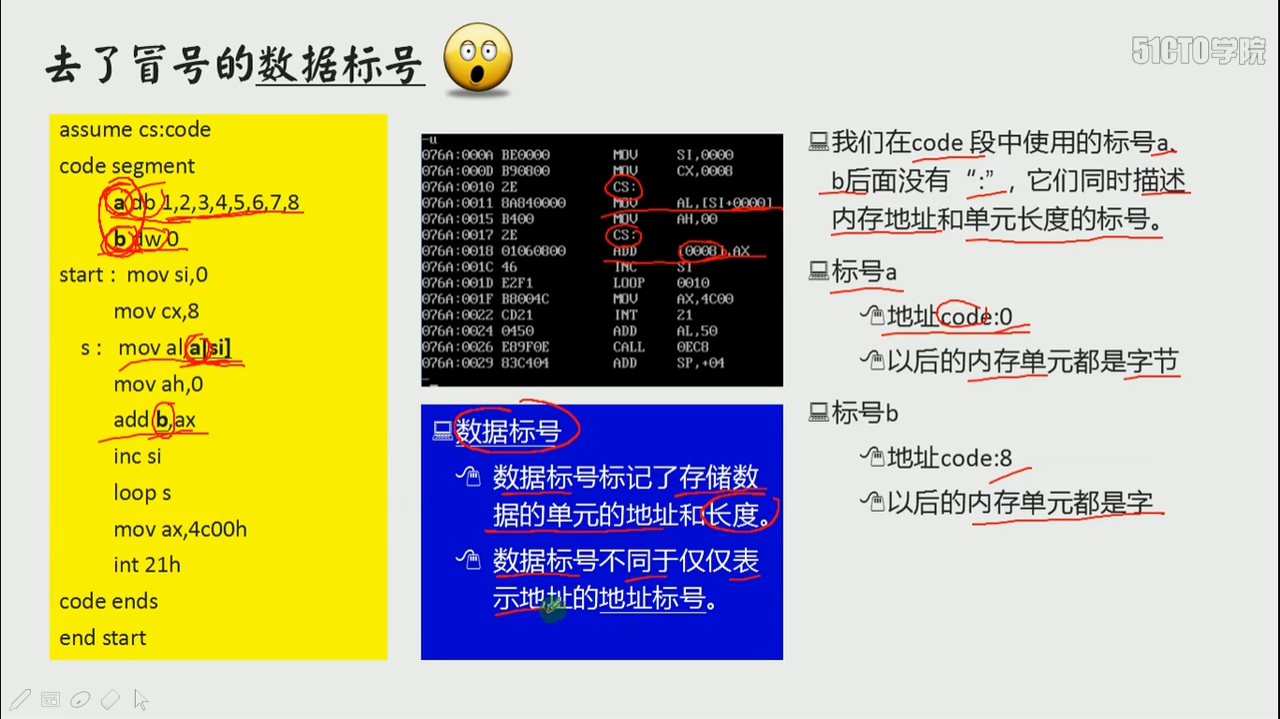 去了冒号的数据标号
51CTO学院
assume cs:code
code segment
a db 1,2,3,4,5,6,7,8
b dw 0
start： mov si,0
mov cx,8
s： mov al,a[si]
mov ah,0
add b,ax
inc si
loop s
mov ax,4c00h
int 21h
code ends
end start
-u
076A:000A BE0000 MOV SI,0000
076A:000D B90800 MOV CX,0008
076A:0010 2E CS:
076A:0011 8A840000 MOV AL,[SI+0000]
076A:0015 B400 MOV AH,00
076A:0017 2E CS:
076A:0018 01060800 ADD [0008],AX
076A:001C 46 INC SI
076A:001D E2F1 LOOP 0010
076A:001F B8004C MOV AX,4C00
076A:0022 CD21 INT 21
076A:0024 0450 ADD AL,50
076A:0026 E89F0E CALL 0EC8
076A:0029 83C404 ADD SP,+04
-
数据标号
数据标号标记了存储数
据的单元的地址和长度。
数据标号不同于仅仅表
示地址的地址标号。
我们在code 段中使用的标号a、
b后面没有“:”，它们同时描述
内存地址和单元长度的标号。
标号a
地址code:0
以后的内存单元都是字节
标号b
地址code:8
以后的内存单元都是字